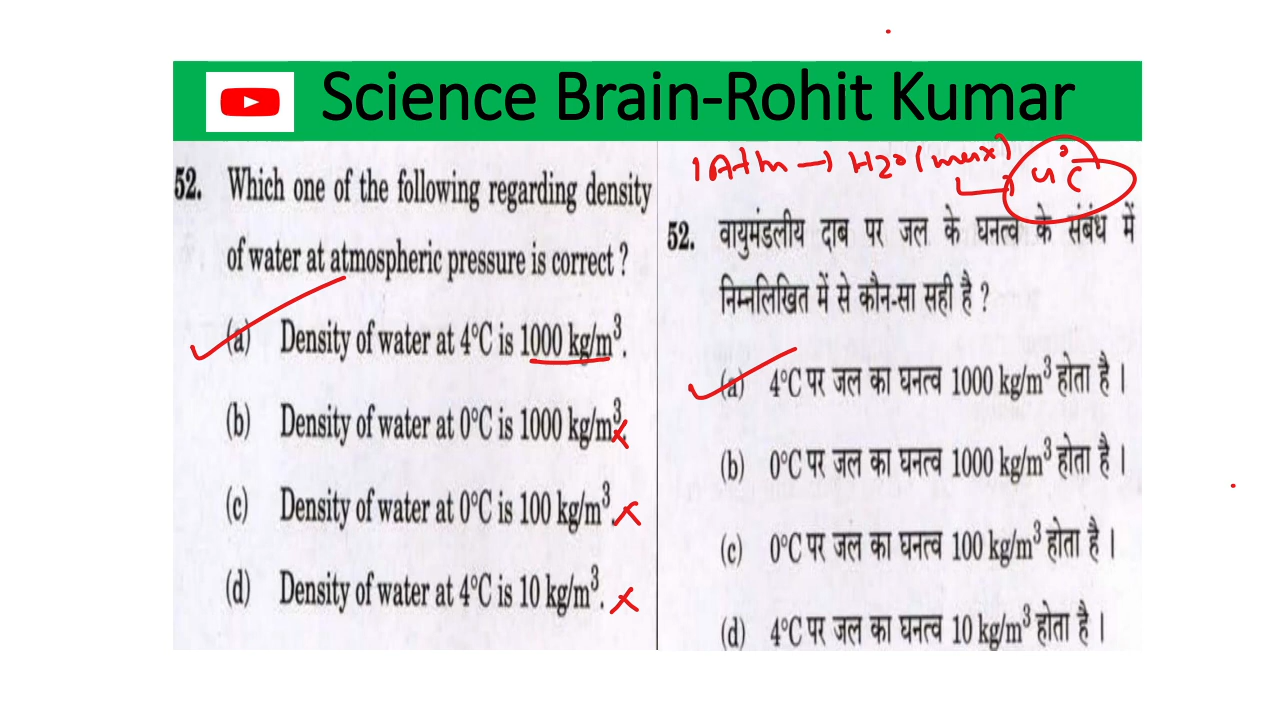 Science Brain-Rohit Kumar
52. Which one of the following regarding density
of water at atmospheric pressure is correct ?
(a) Density of water at 4°C is 1000 kg/m³.
(b) Density of water at 0°C is 1000 kg/m³.
(c) Density of water at 0°C is 100 kg/m³.
(d) Density of water at 4°C is 10 kg/m³.
1 Atm → H2O (max) 4°C
52. वायुमंडलीय दाब पर जल के घनत्व के संबंध में
निम्नलिखित में से कौन-सा सही है ?
(a) 4°C पर जल का घनत्व 1000 kg/m³ होता है ।
(b) 0°C पर जल का घनत्व 1000 kg/m³ होता है ।
(c) 0°C पर जल का घनत्व 100 kg/m³ होता है ।
(d) 4°C पर जल का घनत्व 10 kg/m³ होता है ।